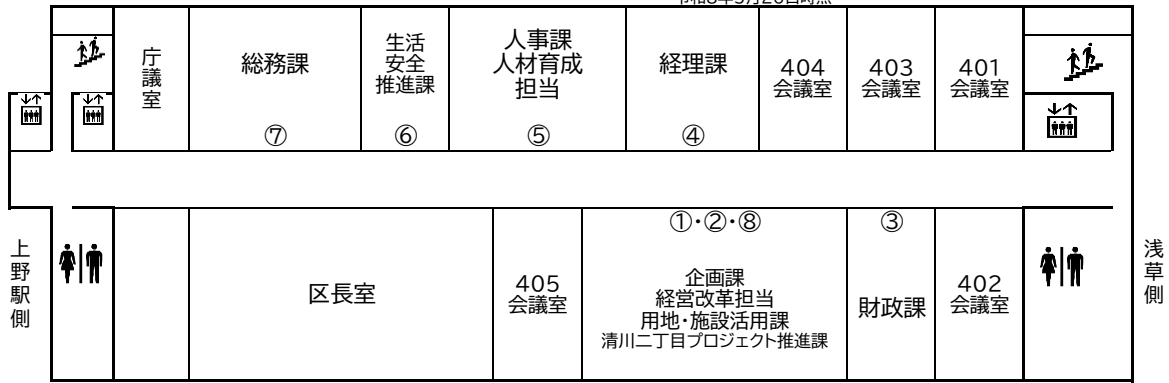 庁議室
総務課
⑦
生活
安全
推進課
⑥
人事課
人材育成
担当
⑤
経理課
④
404
会議室
403
会議室
401
会議室
上野駅側
区長室
405
会議室
①・②・⑧
企画課
経営改革担当
用地・施設活用課
清川二丁目プロジェクト推進課
③
財政課
402
会議室
浅草側